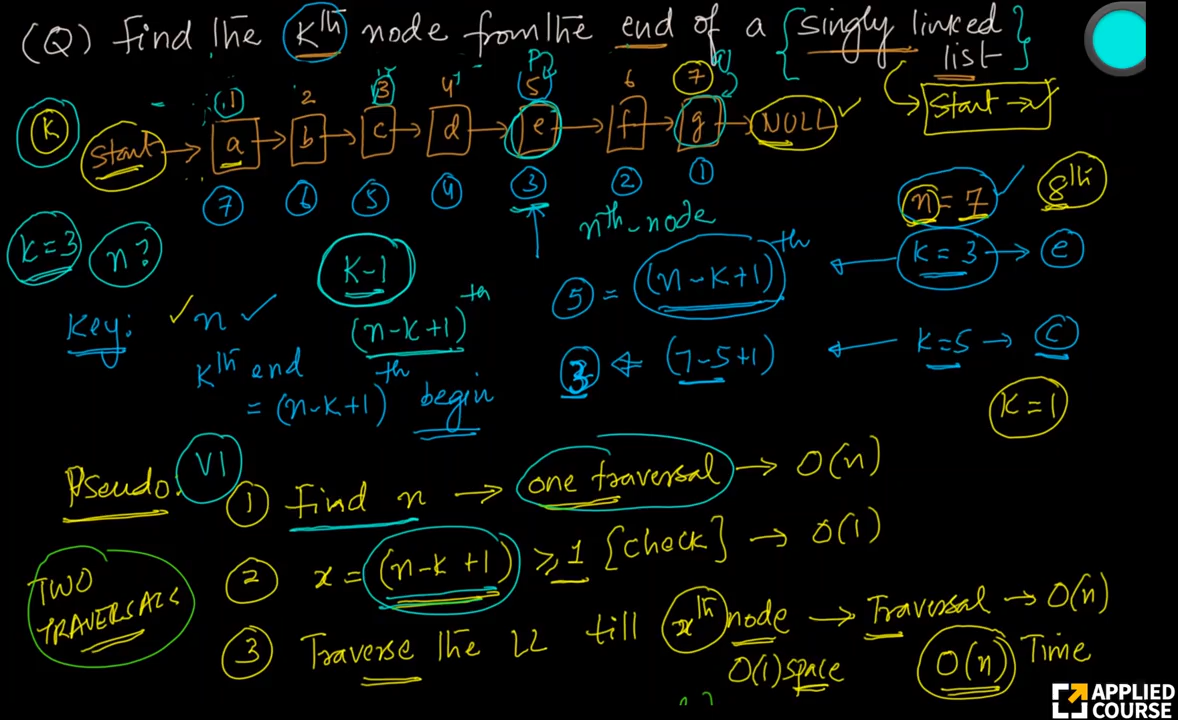 (Q) Find the Kth node from the end of a {singly linked list}
Start →
P2
1 2 3 4 5 6 7
K
Start → a → b → c → d → e → f → g → NULL ✓
7 6 5 4 3 2 1
n = 7 ✓ 8th
nth-node
k=3 n?
K-1
5 = (n-k+1)th ← k=3 → e
Key: ✓ n ✓
(n-k+1)th
3 ⇐ (7-5+1) ← k=5 → c
Kth end
= (n-k+1)th begin
k=1
Pseudo. V1
① Find n → one traversal → O(n)
② x = (n-k+1) ≥ 1 [check] → O(1)
TWO TRAVERSALS
③ Traverse the LL till xth node → Traversal → O(n)
O(1) space O(n) Time
APPLIED
COURSE